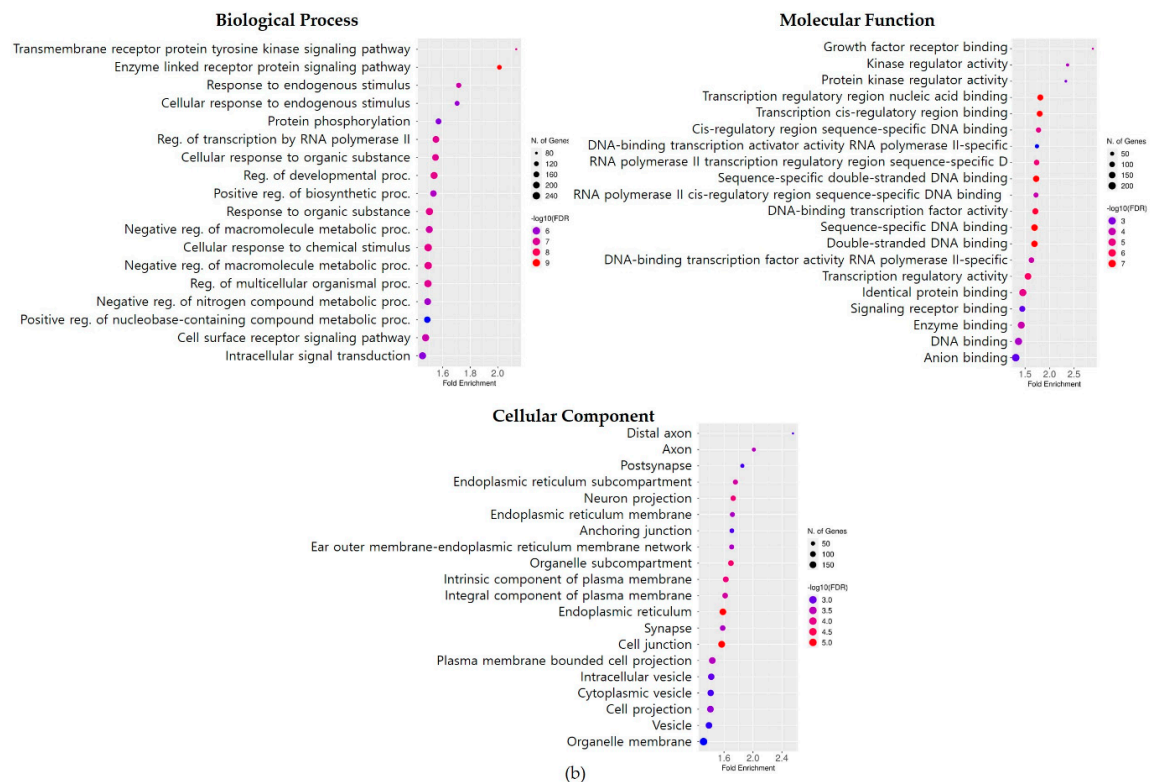 Biological Process
Transmembrane receptor protein tyrosine kinase signaling pathway
Enzyme linked receptor protein signaling pathway
Response to endogenous stimulus
Cellular response to endogenous stimulus
Protein phosphorylation
Reg. of transcription by RNA polymerase II
Cellular response to organic substance
Reg. of developmental proc.
Positive reg. of biosynthetic proc.
Response to organic substance
Negative reg. of macromolecule metabolic proc.
Cellular response to chemical stimulus
Negative reg. of macromolecule metabolic proc.
Reg. of multicellular organismal proc.
Negative reg. of nitrogen compound metabolic proc.
Positive reg. of nucleobase-containing compound metabolic proc.
Cell surface receptor signaling pathway
Intracellular signal transduction
1.6 1.8 2.0
Fold Enrichment
N. of Genes
80
120
160
200
240
-log10(FDR)
6
7
8
9
Molecular Function
Growth factor receptor binding
Kinase regulator activity
Protein kinase regulator activity
Transcription regulatory region nucleic acid binding
Transcription cis-regulatory region binding
Cis-regulatory region sequence-specific DNA binding
DNA-binding transcription activator activity RNA polymerase II-specific
RNA polymerase II transcription regulatory region sequence-specific D
Sequence-specific double-stranded DNA binding
RNA polymerase II cis-regulatory region sequence-specific DNA binding
DNA-binding transcription factor activity
Sequence-specific DNA binding
Double-stranded DNA binding
DNA-binding transcription factor activity RNA polymerase II-specific
Transcription regulatory activity
Identical protein binding
Signaling receptor binding
Enzyme binding
DNA binding
Anion binding
1.5 2.0 2.5
Fold Enrichment
N. of Genes
50
100
150
200
-log10(FDR)
3
4
5
6
7
Cellular Component
Distal axon
Axon
Postsynapse
Endoplasmic reticulum subcompartment
Neuron projection
Endoplasmic reticulum membrane
Anchoring junction
Ear outer membrane-endoplasmic reticulum membrane network
Organelle subcompartment
Intrinsic component of plasma membrane
Integral component of plasma membrane
Endoplasmic reticulum
Synapse
Cell junction
Plasma membrane bounded cell projection
Intracellular vesicle
Cytoplasmic vesicle
Cell projection
Vesicle
Organelle membrane
1.6 2.0 2.4
Fold Enrichment
N. of Genes
50
100
150
-log10(FDR)
3.0
3.5
4.0
4.5
5.0
(b)